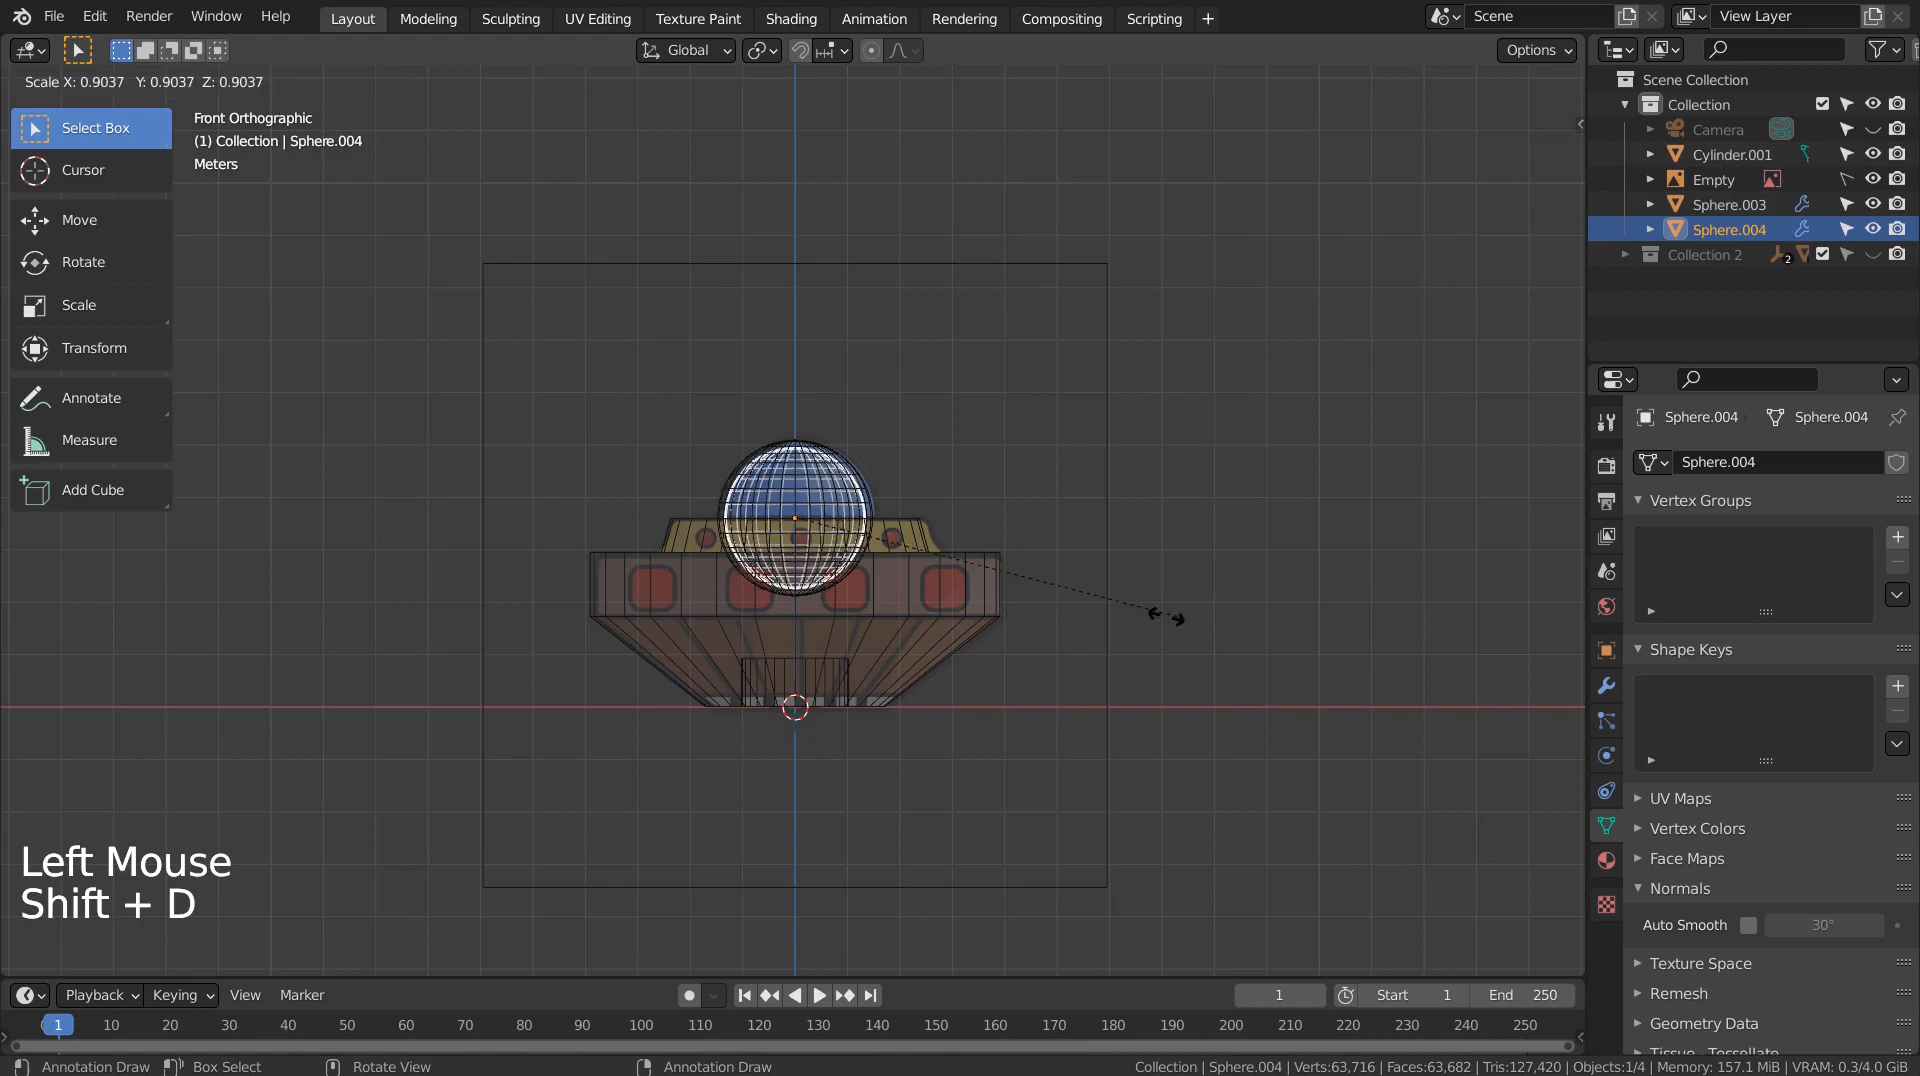 File Edit Render Window Help Layout Modeling Sculpting UV Editing Texture Paint Shading Animation Rendering Compositing Scripting + Scene View Layer
Global Options
Scale X: 0.9037 Y: 0.9037 Z: 0.9037
Select Box
Cursor
Move
Rotate
Scale
Transform
Annotate
Measure
Add Cube
Front Orthographic
(1) Collection | Sphere.004
Meters
Left Mouse
Shift + D
Scene Collection
Collection
Camera
Cylinder.001
Empty
Sphere.003
Sphere.004
Collection 2 2
Sphere.004 Sphere.004
Sphere.004
Vertex Groups
Shape Keys
UV Maps
Vertex Colors
Face Maps
Normals
Auto Smooth 30°
Texture Space
Remesh
Geometry Data
Tissue - Tessellate
Playback Keying View Marker 1 Start 1 End 250
1 10 20 30 40 50 60 70 80 90 100 110 120 130 140 150 160 170 180 190 200 210 220 230 240 250
Annotation Draw Box Select Rotate View Annotation Draw Collection | Sphere.004 | Verts:63,716 | Faces:63,682 | Tris:127,420 | Objects:1/4 | Memory: 157.1 MiB | VRAM: 0.3/4.0 GiB